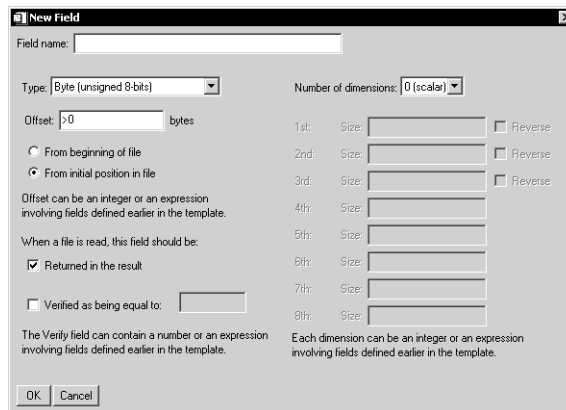 New Field
Field name:
Type: Byte (unsigned 8-bits)
Number of dimensions: 0 (scalar)
Offset: >0 bytes
From beginning of file
From initial position in file
Offset can be an integer or an expression
involving fields defined earlier in the template.
When a file is read, this field should be:
Returned in the result
Verified as being equal to:
The Verify field can contain a number or an expression
involving fields defined earlier in the template.
1st: Size: Reverse
2nd: Size: Reverse
3rd: Size: Reverse
4th: Size:
5th: Size:
6th: Size:
7th: Size:
8th: Size:
Each dimension can be an integer or an expression
involving fields defined earlier in the template.
OK Cancel